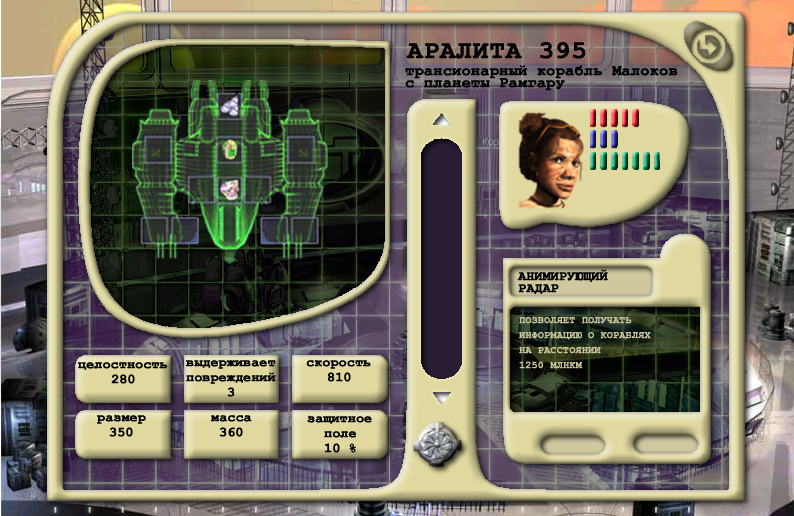 АРАЛИТА 395
трансионарный корабль Малоков
с планеты Рамгару
АНИМИРУЮЩИЙ
РАДАР
ПОЗВОЛЯЕТ ПОЛУЧАТЬ
ИНФОРМАЦИЮ О КОРАБЛЯХ
НА РАССТОЯНИИ
1250 МЛНКМ
целостность
280
выдерживает
повреждений
3
скорость
810
размер
350
масса
360
защитное
поле
10 %